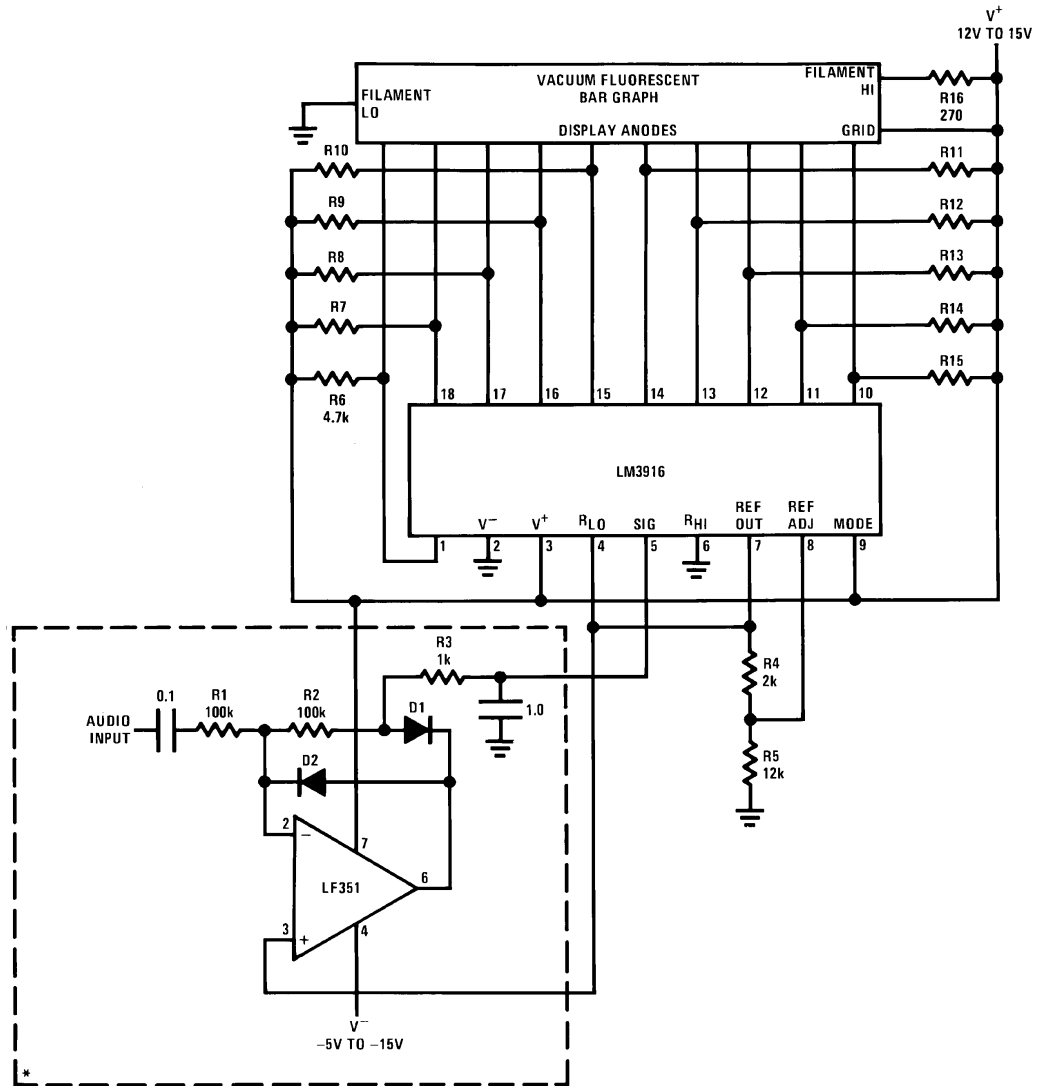 V+
12V TO 15V
VACUUM FLUORESCENT
BAR GRAPH
FILAMENT
HI
FILAMENT
LO
DISPLAY ANODES
GRID
R16
270
R10
R11
R9
R12
R8
R13
R7
R14
R6
4.7k
R15
18
17
16
15
14
13
12
11
10
LM3916
V−
V+
RLO
SIG
RHI
REF
OUT
REF
ADJ
MODE
1
2
3
4
5
6
7
8
9
R3
1k
R4
2k
0.1
R1
100k
R2
100k
D1
1.0
AUDIO
INPUT
D2
R5
12k
2
−
7
LF351
6
3
+
4
V−
−5V TO −15V
*